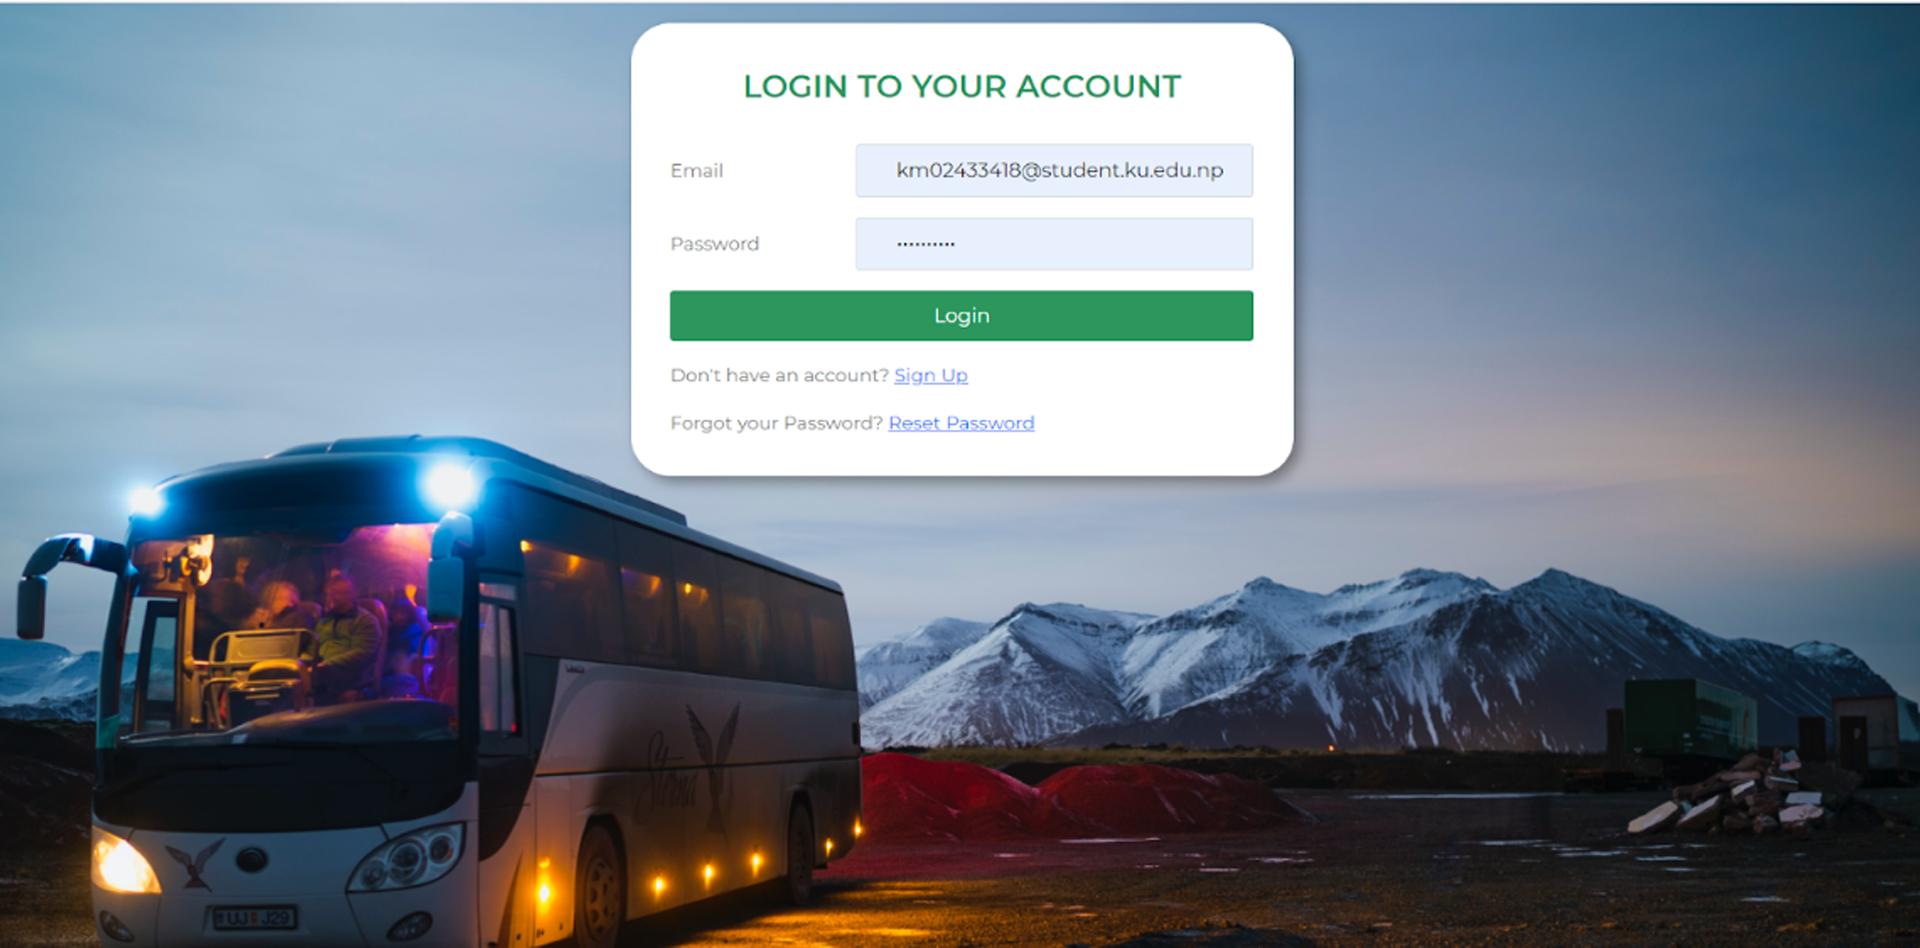 LOGIN TO YOUR ACCOUNT
Email
km02433418@student.ku.edu.np
Password
••••••••••
Login
Don't have an account? Sign Up
Forgot your Password? Reset Password
UJ J29